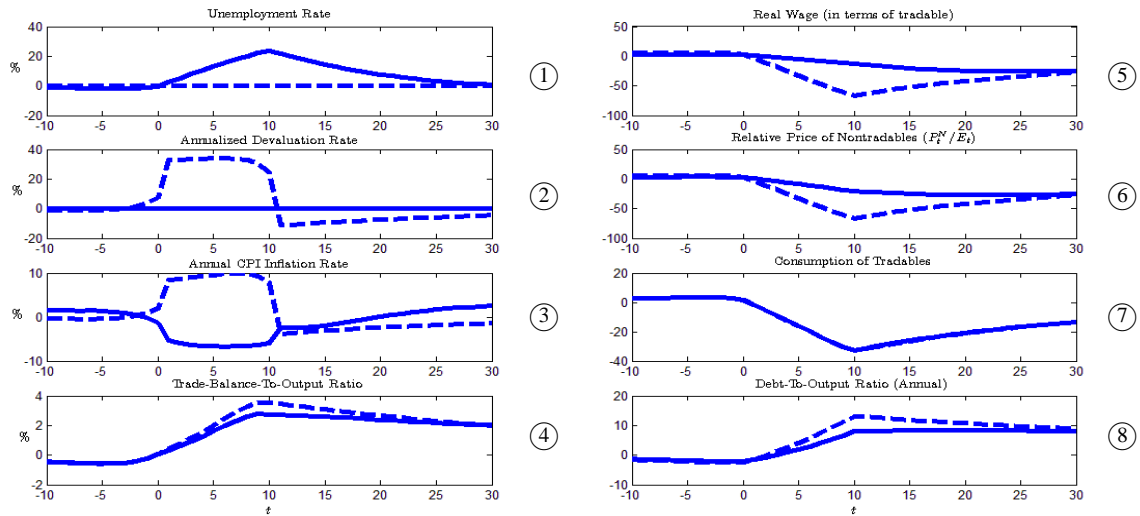 Unemployment Rate
40
20
0
-20
%
-10 -5 0 5 10 15 20 25 30
①
Annualized Devaluation Rate
40
20
0
-20
%
-10 -5 0 5 10 15 20 25 30
②
Annual CPI Inflation Rate
10
0
-10
%
-10 -5 0 5 10 15 20 25 30
③
Trade-Balance-To-Output Ratio
4
2
0
-2
%
-10 -5 0 5 10 15 20 25 30
t
④
Real Wage (in terms of tradable)
50
0
-50
-100
-10 -5 0 5 10 15 20 25 30
⑤
Relative Price of Nontradables (P_t^N/E_t)
50
0
-50
-100
-10 -5 0 5 10 15 20 25 30
⑥
Consumption of Tradables
20
0
-20
-40
-10 -5 0 5 10 15 20 25 30
⑦
Debt-To-Output Ratio (Annual)
20
10
0
-10
-10 -5 0 5 10 15 20 25 30
t
⑧